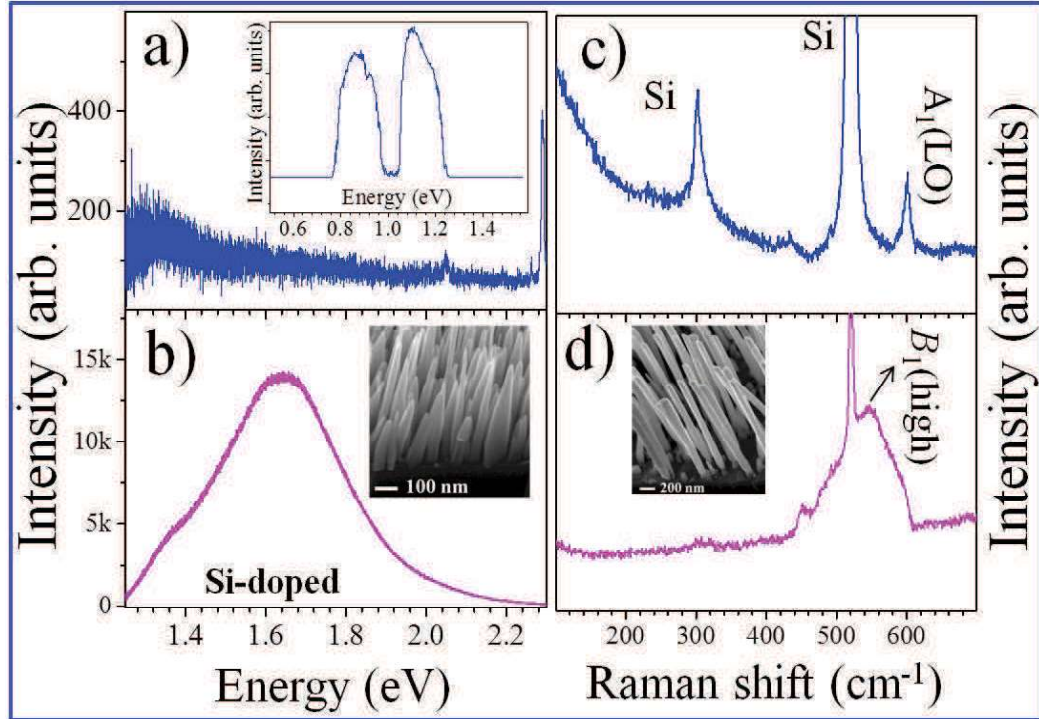 a)
Intensity (arb. units)
400
200
Intensity (arb. units)
Energy (eV)
0.6 0.8 1.0 1.2 1.4
b)
15k
10k
5k
0
100 nm
Si-doped
1.4 1.6 1.8 2.0 2.2
Energy (eV)
c)
Si
Si
A₁(LO)
Intensity (arb. units)
d)
200 nm
B₁(high)
200 300 400 500 600
Raman shift (cm⁻¹)